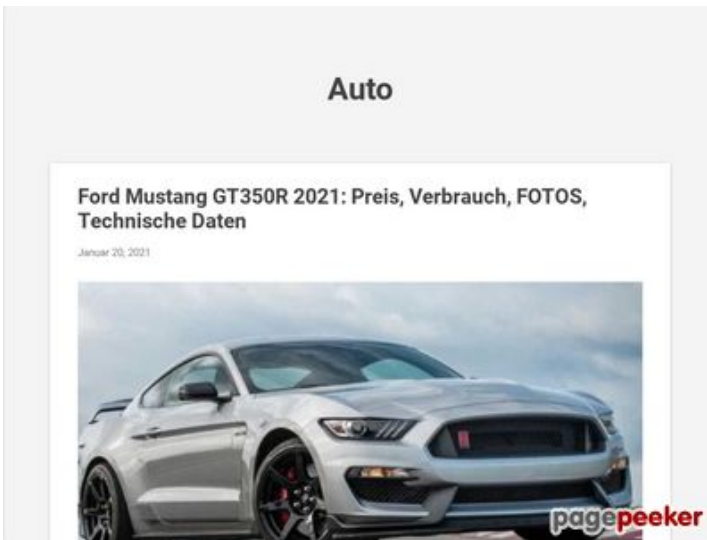 Auto
Ford Mustang GT350R 2021: Preis, Verbrauch, FOTOS,
Technische Daten
Januar 20, 2021
pagepeeker